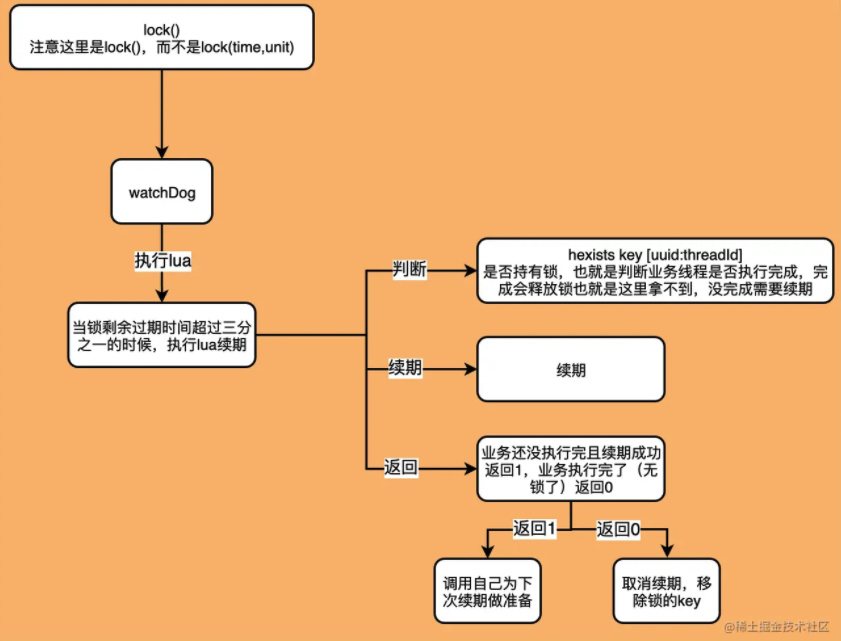 lock()
注意这里是lock()，而不是lock(time,unit)
watchDog
执行lua
当锁剩余过期时间超过三分
之一的时候，执行lua续期
判断
hexists key [uuid:threadId]
是否持有锁，也就是判断业务线程是否执行完成，完
成会释放锁也就是这里拿不到，没完成需要续期
续期
续期
返回
业务还没执行完且续期成功
返回1，业务执行完了（无
锁了）返回0
返回1
返回0
调用自己为下
次续期做准备
取消续期，移
除锁的key
@稀土掘金技术社区